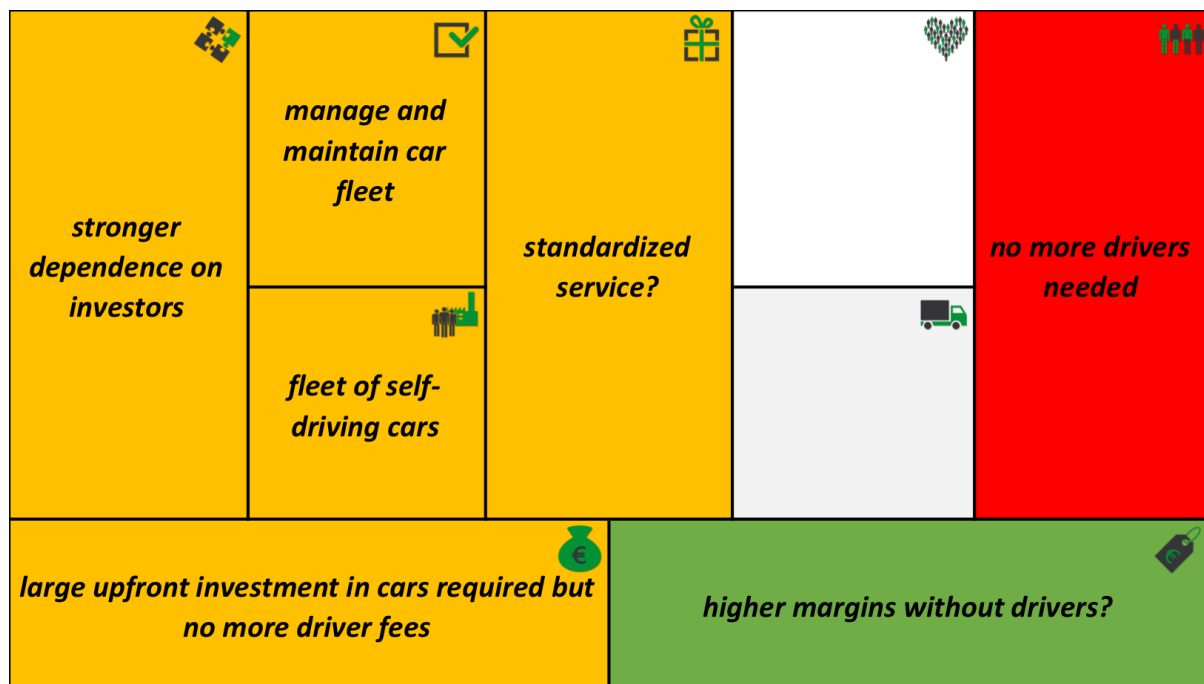 stronger
dependence on
investors
manage and
maintain car
fleet
fleet of self-
driving cars
standardized
service?
no more drivers
needed
large upfront investment in cars required but
no more driver fees
€
higher margins without drivers?
€